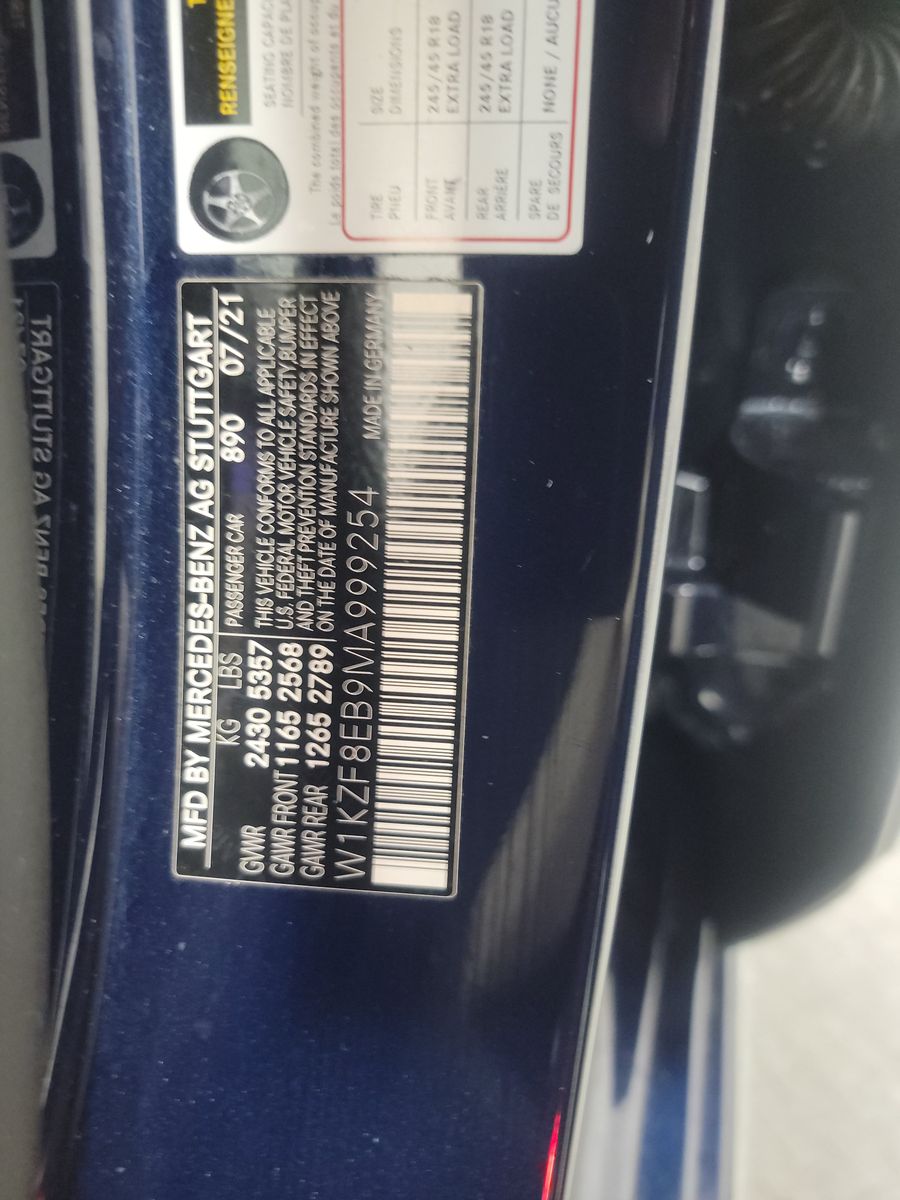 MFD BY MERCEDES-BENZ AG STUTTGART
KG LBS PASSENGER CAR 890 07/21
GVWR 2430 5357
GAWR FRONT 1165 2568
GAWR REAR 1265 2789
THIS VEHICLE CONFORMS TO ALL APPLICABLE
U.S. FEDERAL MOTOR VEHICLE SAFETY,BUMPER
AND THEFT PREVENTION STANDARDS IN EFFECT
ON THE DATE OF MANUFACTURE SHOWN ABOVE
W1KZF8EB9MA999254
MADE IN GERMANY
RENSEIGNE
SEATING CAPAC
NOMBRE DE PLA
The combined weight of occup
Le poids total des occupants et du
TIRE SIZE
PNEU DIMENSIONS
FRONT 245/45 R18
AVANT EXTRA LOAD
REAR 245/45 R18
ARRIÈRE EXTRA LOAD
SPARE NONE / AUCU
DE SECOURS
STUTTGART